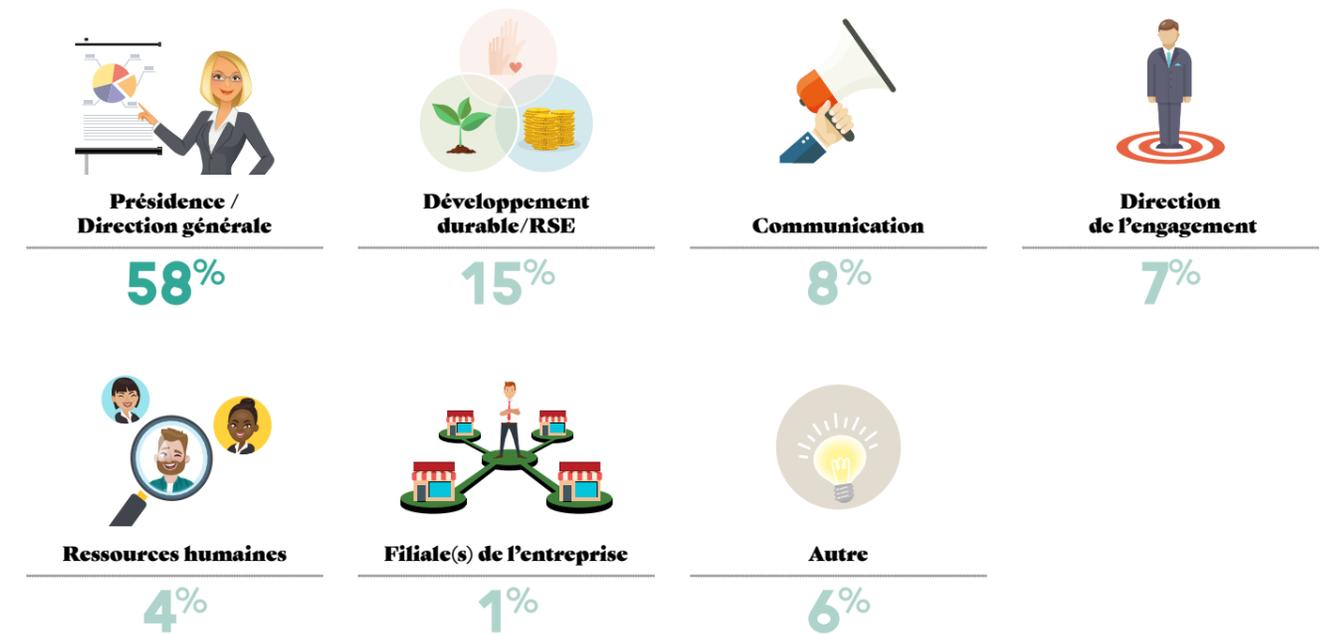 Présidence /
Direction générale
58%
Développement
durable/RSE
15%
Communication
8%
Direction
de l’engagement
7%
Ressources humaines
4%
Filiale(s) de l’entreprise
1%
Autre
6%